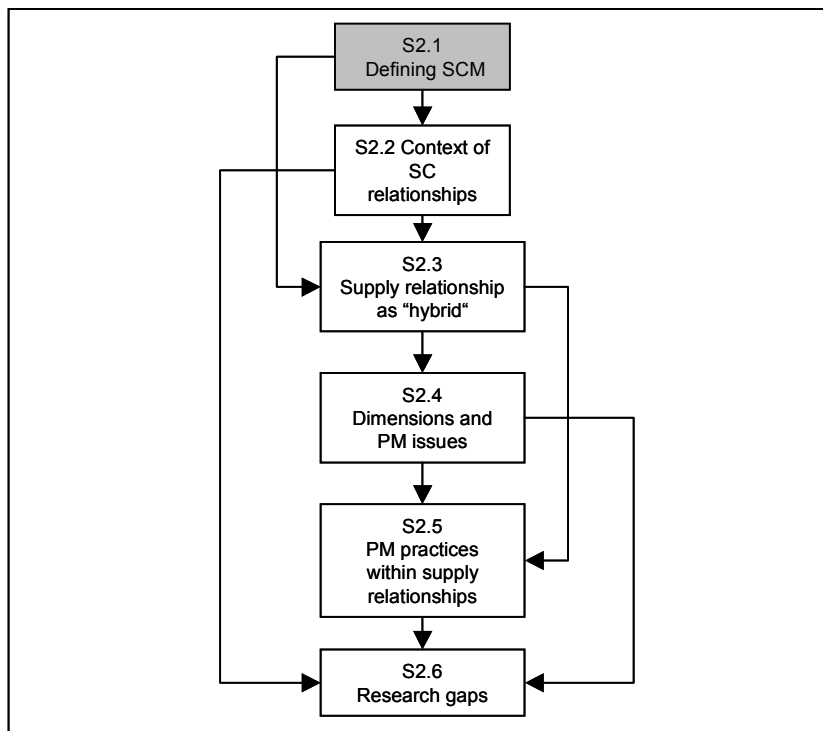 S2.1
Defining SCM
S2.2 Context of
SC
relationships
S2.3
Supply relationship
as “hybrid“
S2.4
Dimensions and
PM issues
S2.5
PM practices
within supply
relationships
S2.6
Research gaps